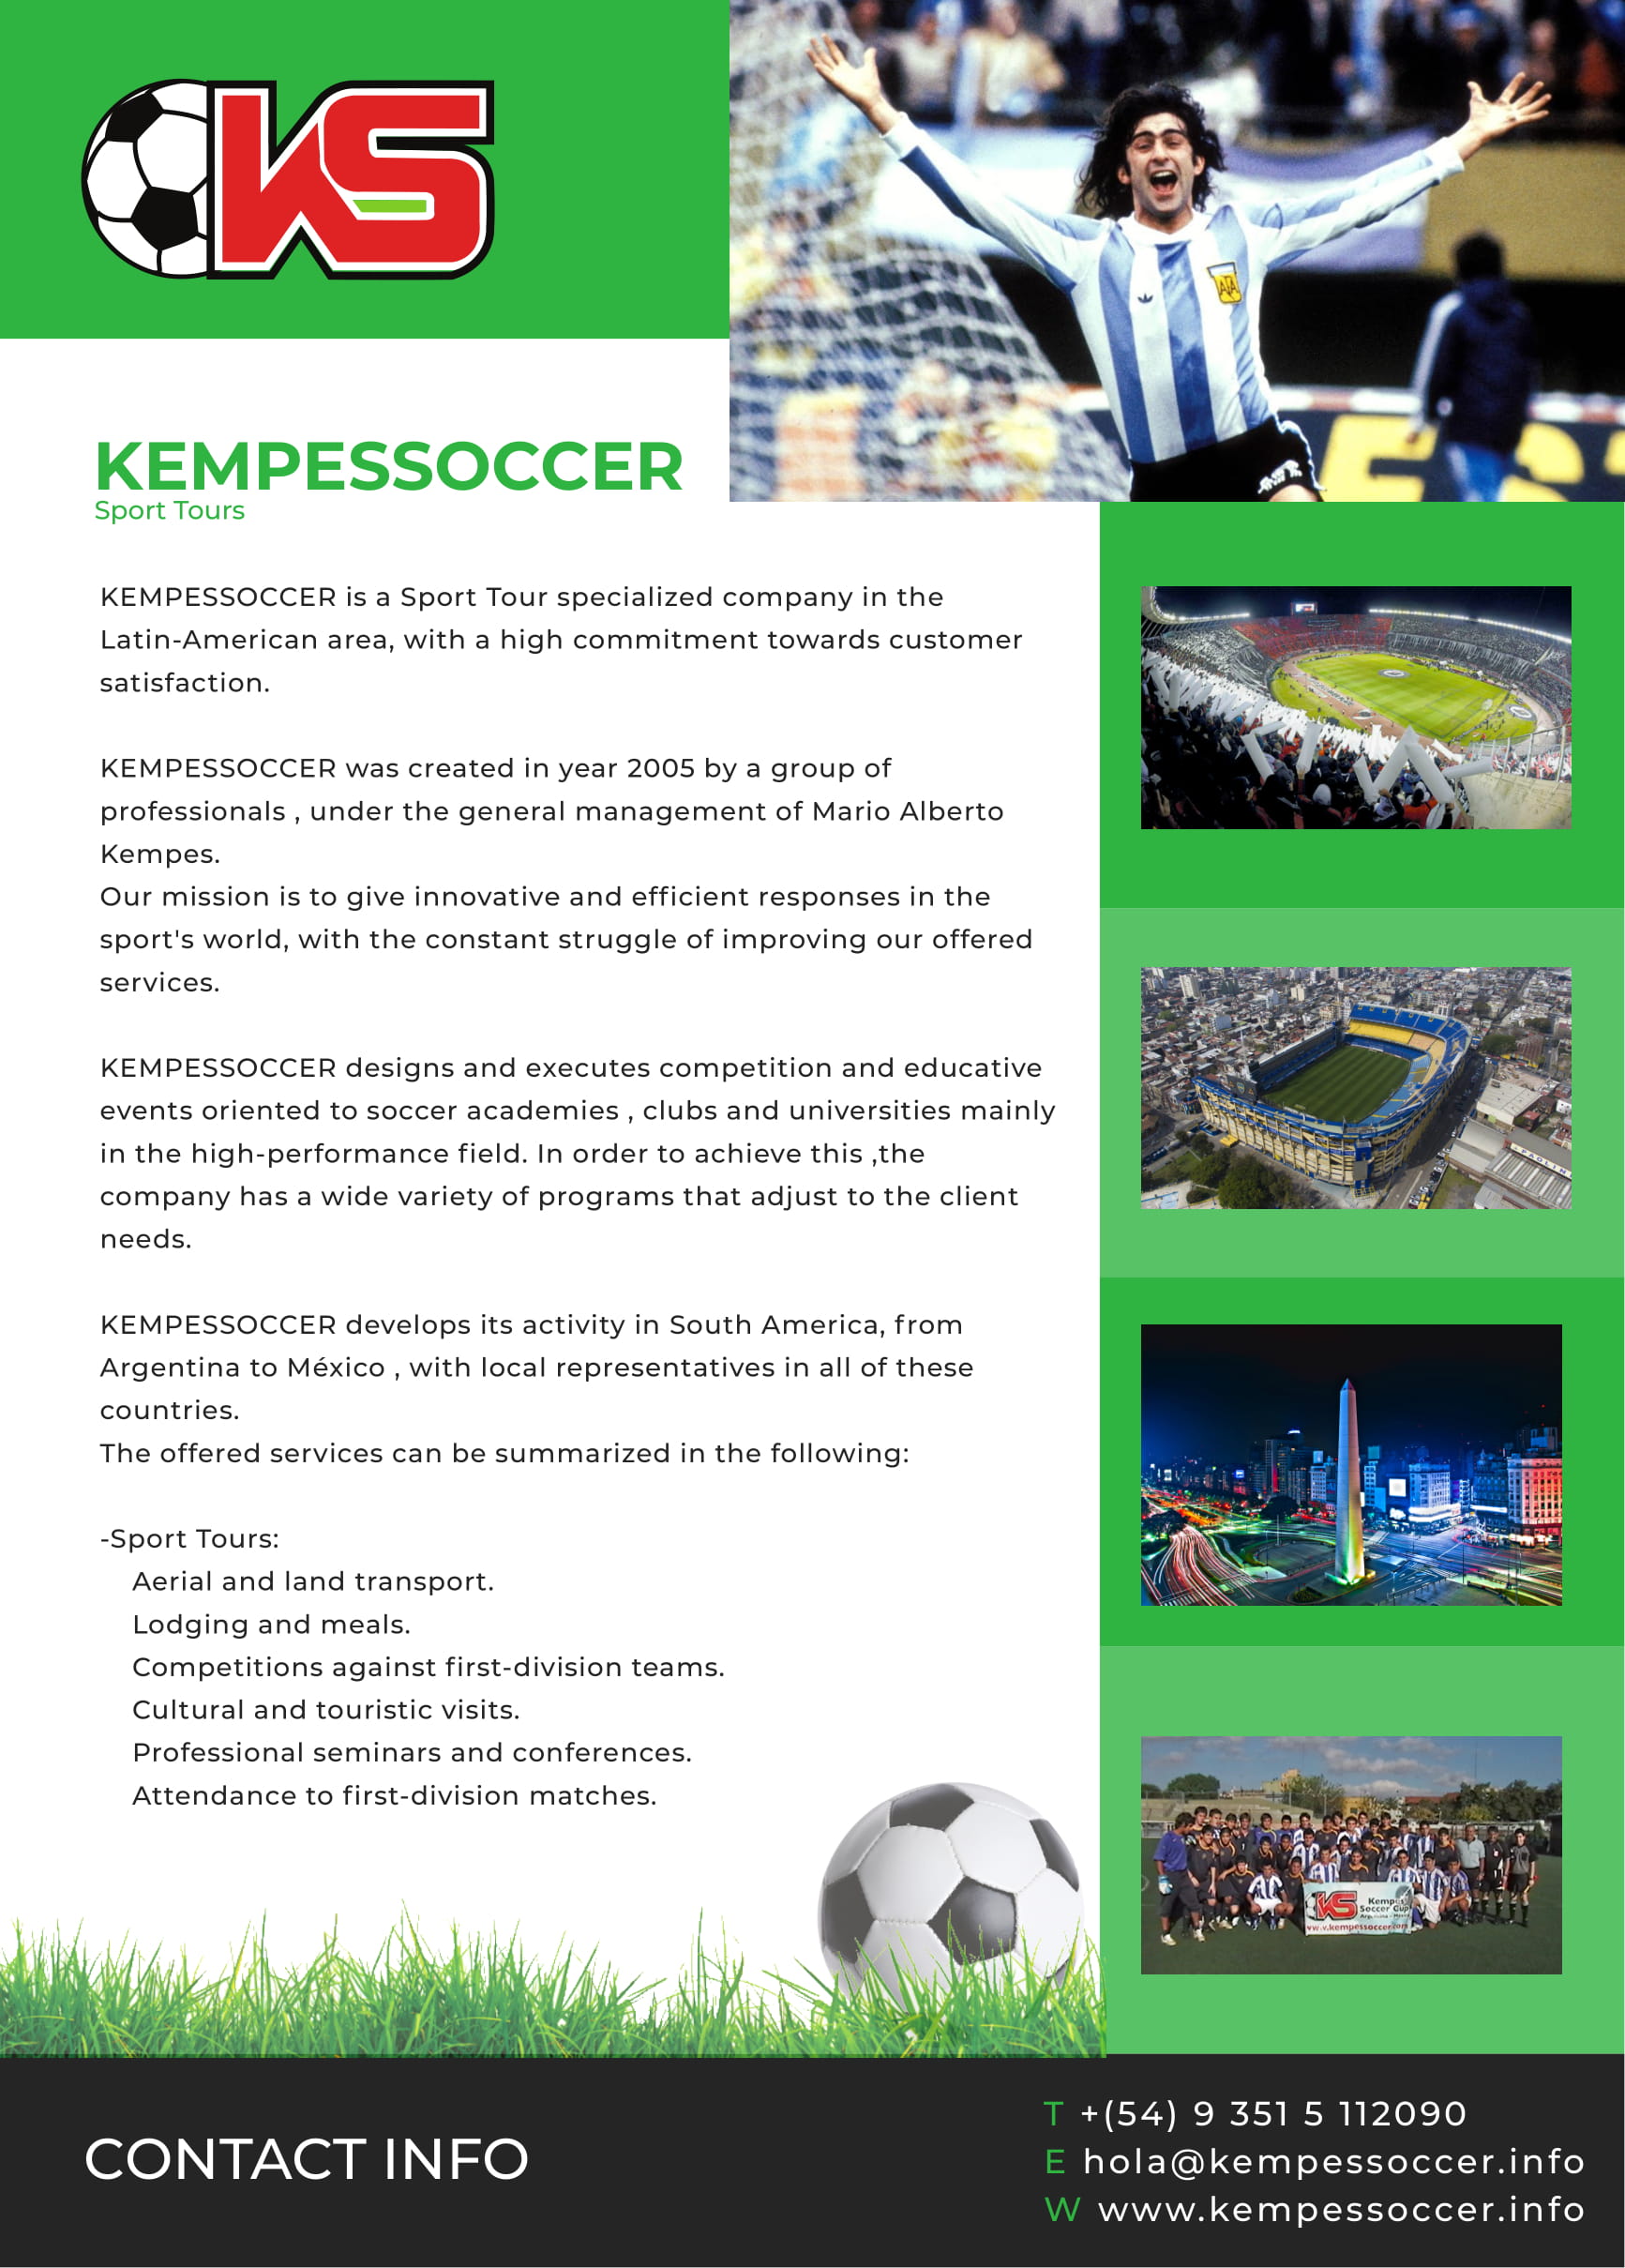 KS
AFA
KEMPESSOCCER
Sport Tours
KEMPESSOCCER is a Sport Tour specialized company in the
Latin-American area, with a high commitment towards customer
satisfaction.
KEMPESSOCCER was created in year 2005 by a group of
professionals , under the general management of Mario Alberto
Kempes.
Our mission is to give innovative and efficient responses in the
sport's world, with the constant struggle of improving our offered
services.
KEMPESSOCCER designs and executes competition and educative
events oriented to soccer academies , clubs and universities mainly
in the high-performance field. In order to achieve this ,the
company has a wide variety of programs that adjust to the client
needs.
KEMPESSOCCER develops its activity in South America, from
Argentina to México , with local representatives in all of these
countries.
The offered services can be summarized in the following:
-Sport Tours:
Aerial and land transport.
Lodging and meals.
Competitions against first-division teams.
Cultural and touristic visits.
Professional seminars and conferences.
Attendance to first-division matches.
KS
Kempes
Soccer Cup
www.kempessoccer.com
CONTACT INFO
T +(54) 9 351 5 112090
E hola@kempessoccer.info
W www.kempessoccer.info